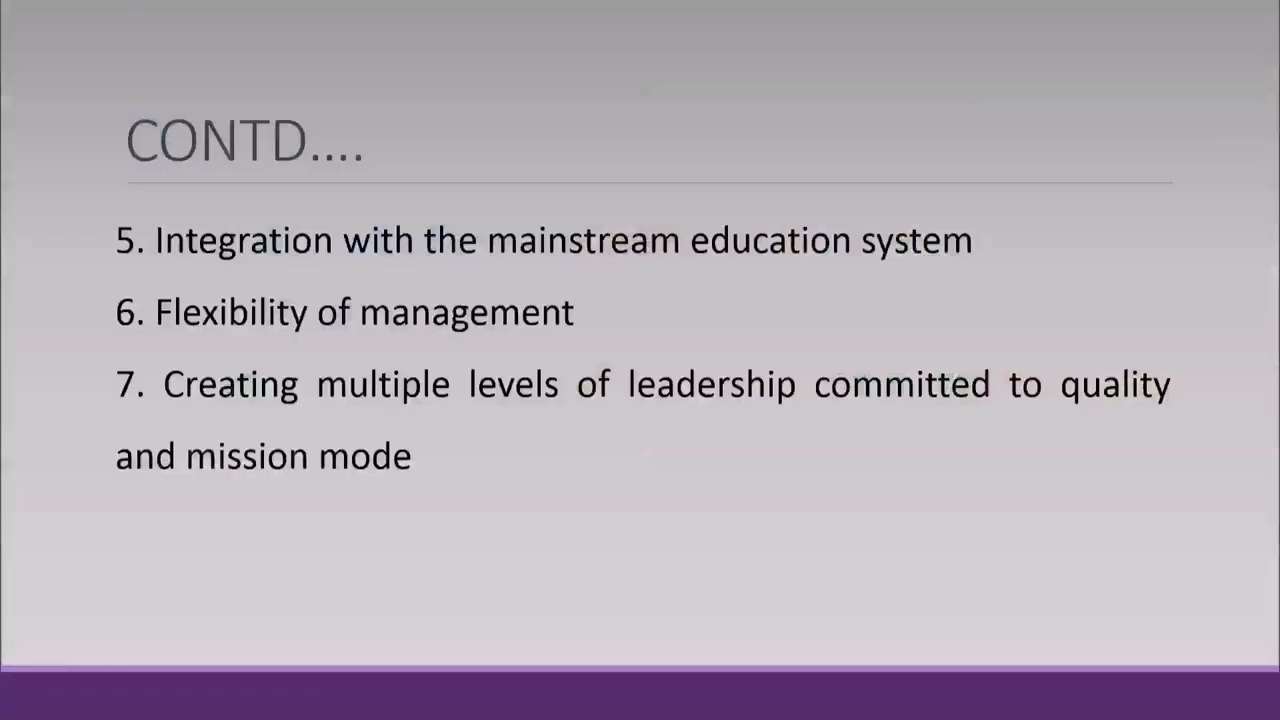 CONTD....
5. Integration with the mainstream education system
6. Flexibility of management
7. Creating multiple levels of leadership committed to quality
and mission mode